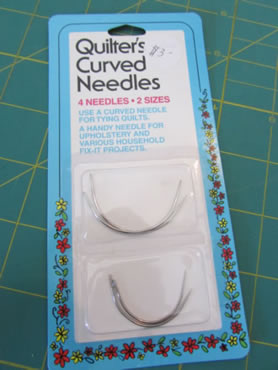 Quilter's
Curved
Needles
4 NEEDLES • 2 SIZES
USE A CURVED NEEDLE
FOR TYING QUILTS.
A HANDY NEEDLE FOR
UPHOLSTERY AND
VARIOUS HOUSEHOLD
FIX-IT PROJECTS.